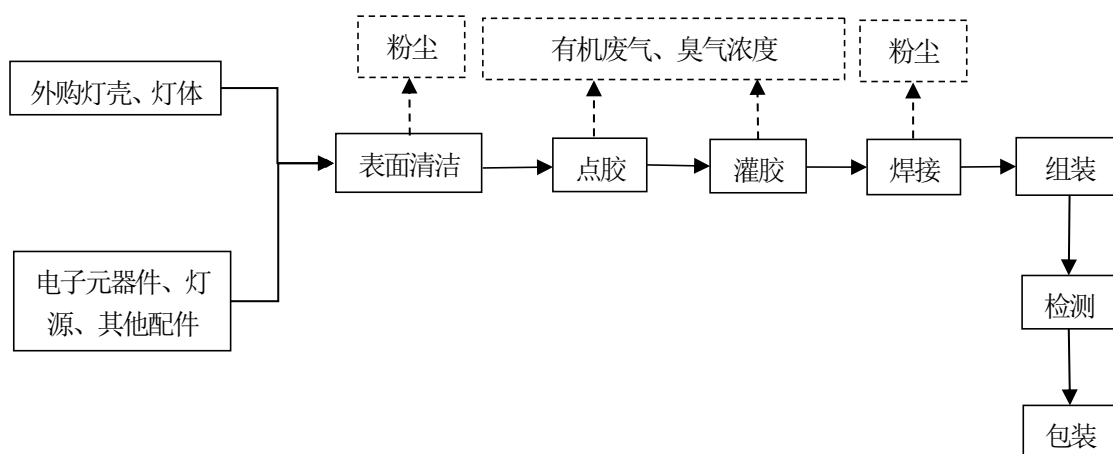 粉尘
有机废气、臭气浓度
粉尘
外购灯壳、灯体
表面清洁
点胶
灌胶
焊接
组装
电子元器件、灯
源、其他配件
检测
包装